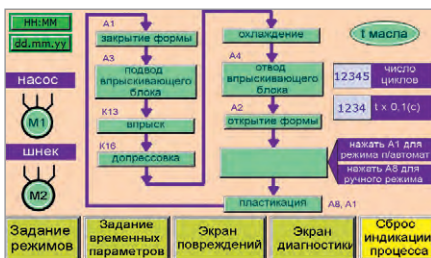 HH:MM
dd.mm.yy
насос
M1
шнек
M2
A1
закрытие формы
A3
подвод
впрыскивающего
блока
K13
впрыск
K16
допрессовка
охлаждение
A4
отвод
впрыскивающего
блока
A2
открытие формы
пластикация
A8, A1
t масла
12345
число
циклов
1234
t x 0.1(с)
нажать A1 для
режима п/автомат
нажать A8 для
ручного режима
Задание
режимов
Задание
временных
параметров
Экран
повреждений
Экран
диагностики
Сброс
индикации
процесса